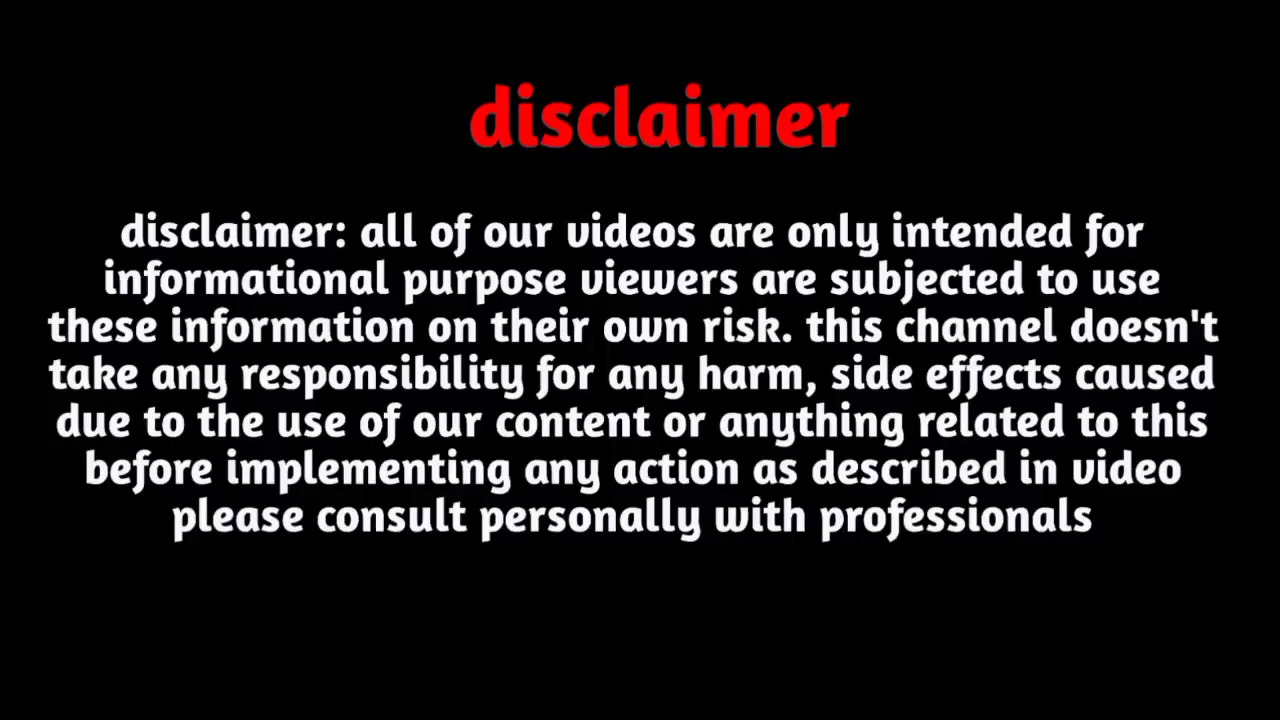 disclaimer
disclaimer: all of our videos are only intended for
informational purpose viewers are subjected to use
these information on their own risk. this channel doesn't
take any responsibility for any harm, side effects caused
due to the use of our content or anything related to this
before implementing any action as described in video
please consult personally with professionals